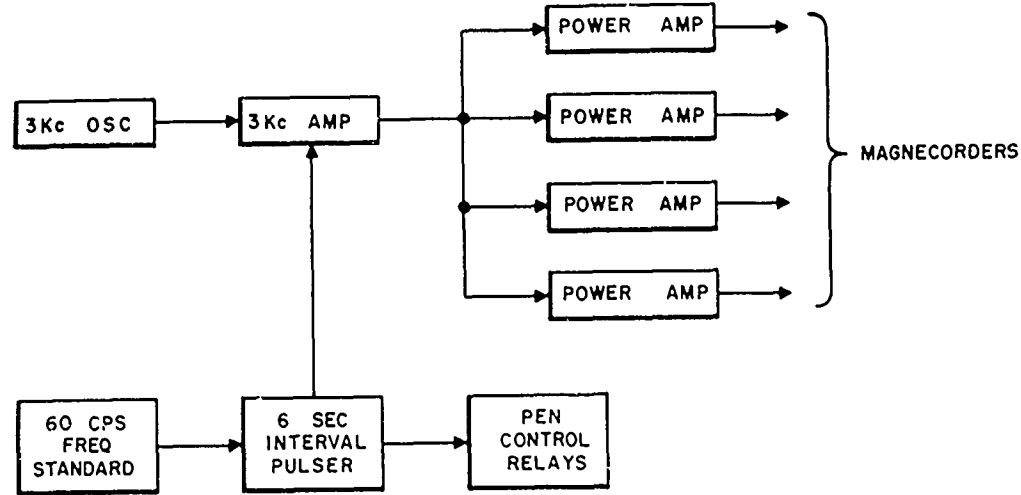 POWER AMP
3Kc OSC
3Kc AMP
POWER AMP
MAGNECORDERS
POWER AMP
POWER AMP
60 CPS
FREQ
STANDARD
6 SEC
INTERVAL
PULSER
PEN
CONTROL
RELAYS